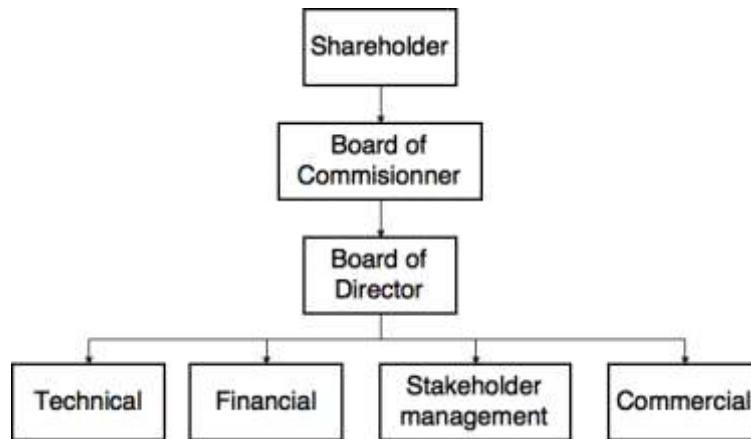 Shareholder
Board of
Commisionner
Board of
Director
Technical
Financial
Stakeholder
management
Commercial